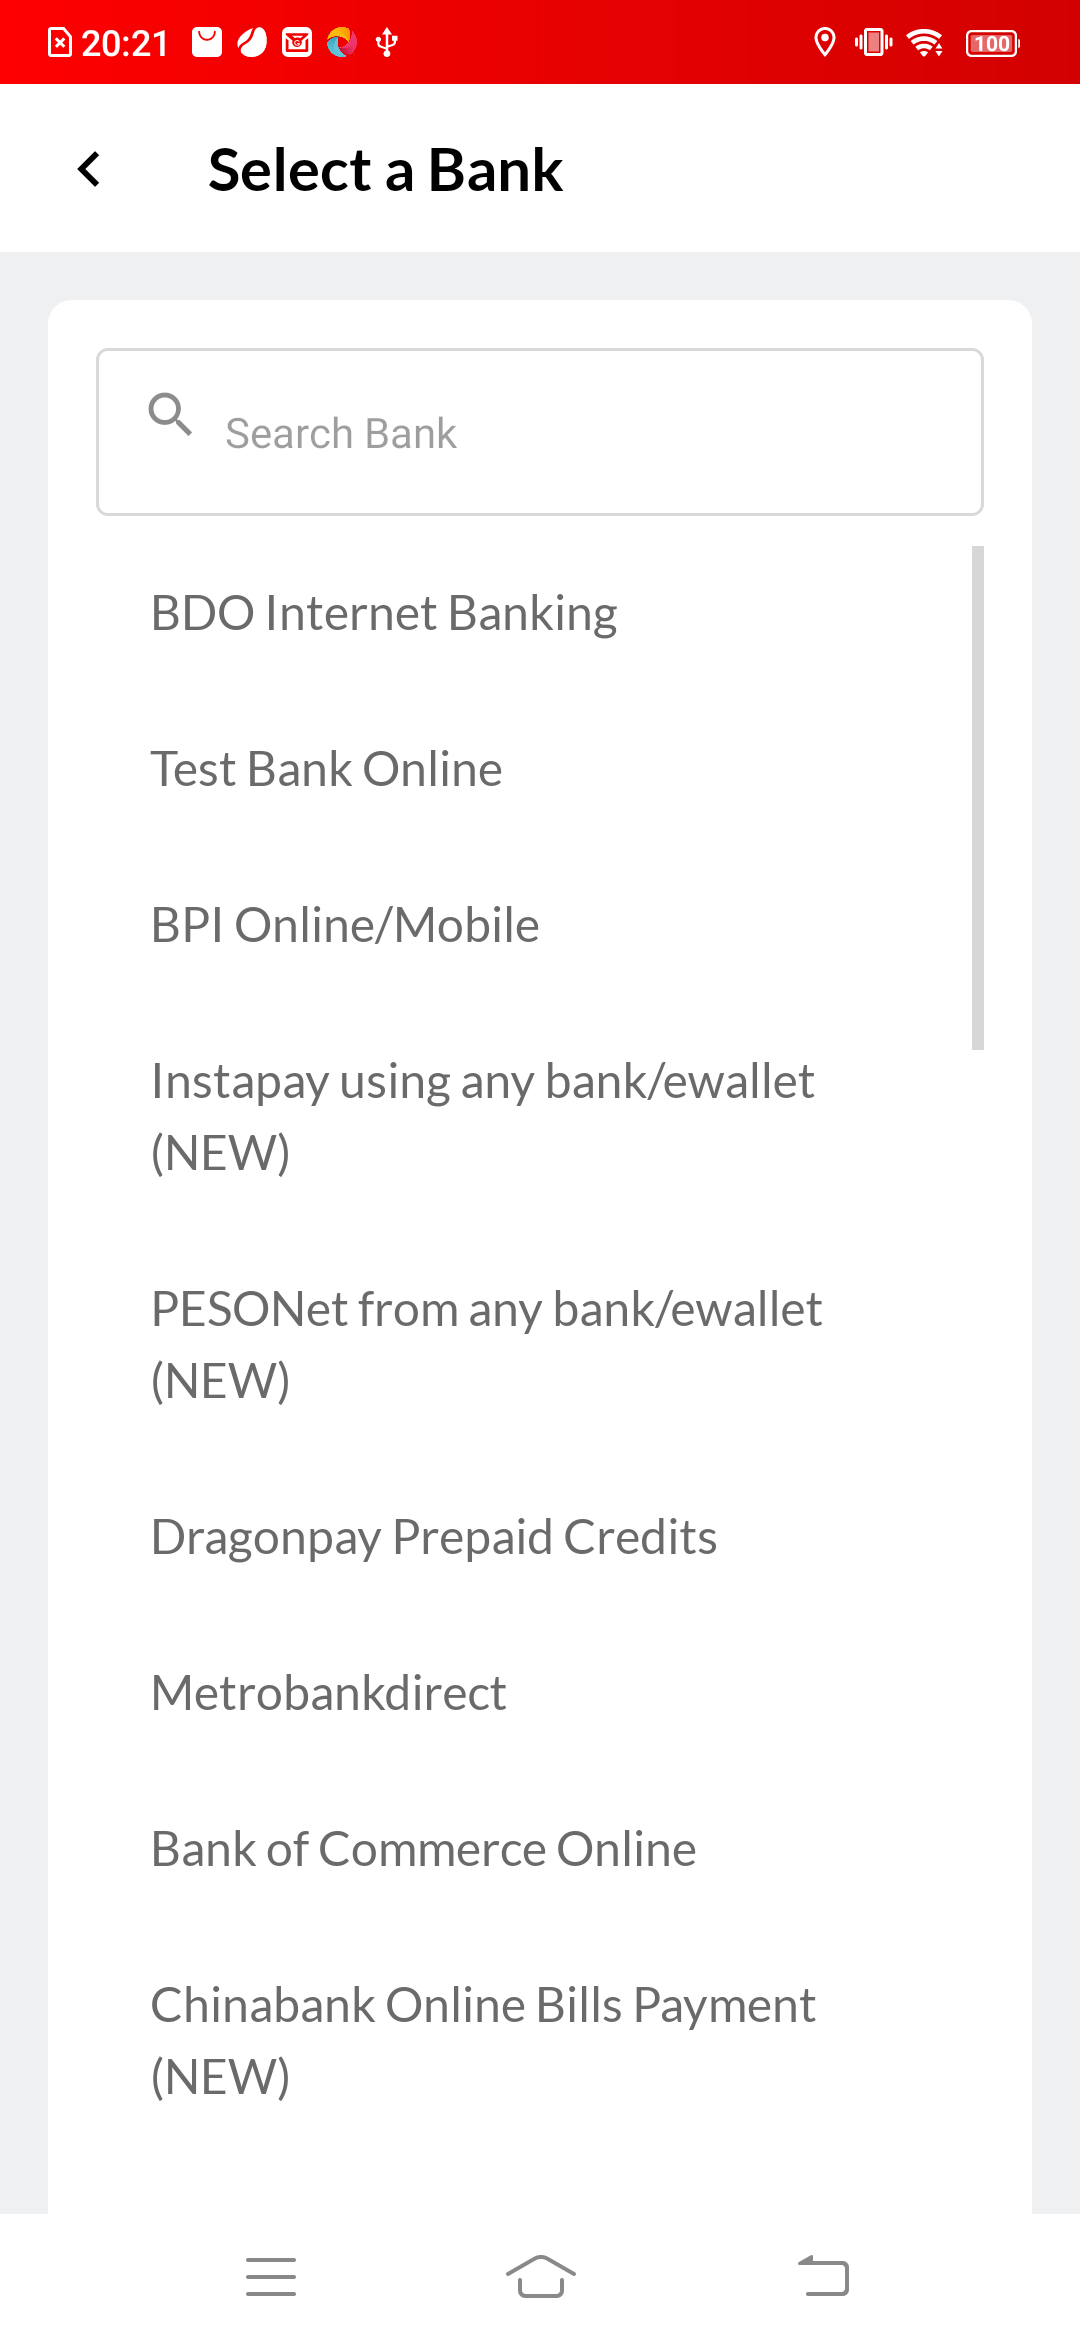 20:21
100
Select a Bank
Search Bank
BDO Internet Banking
Test Bank Online
BPI Online/Mobile
Instapay using any bank/ewallet
(NEW)
PESONet from any bank/ewallet
(NEW)
Dragonpay Prepaid Credits
Metrobankdirect
Bank of Commerce Online
Chinabank Online Bills Payment
(NEW)